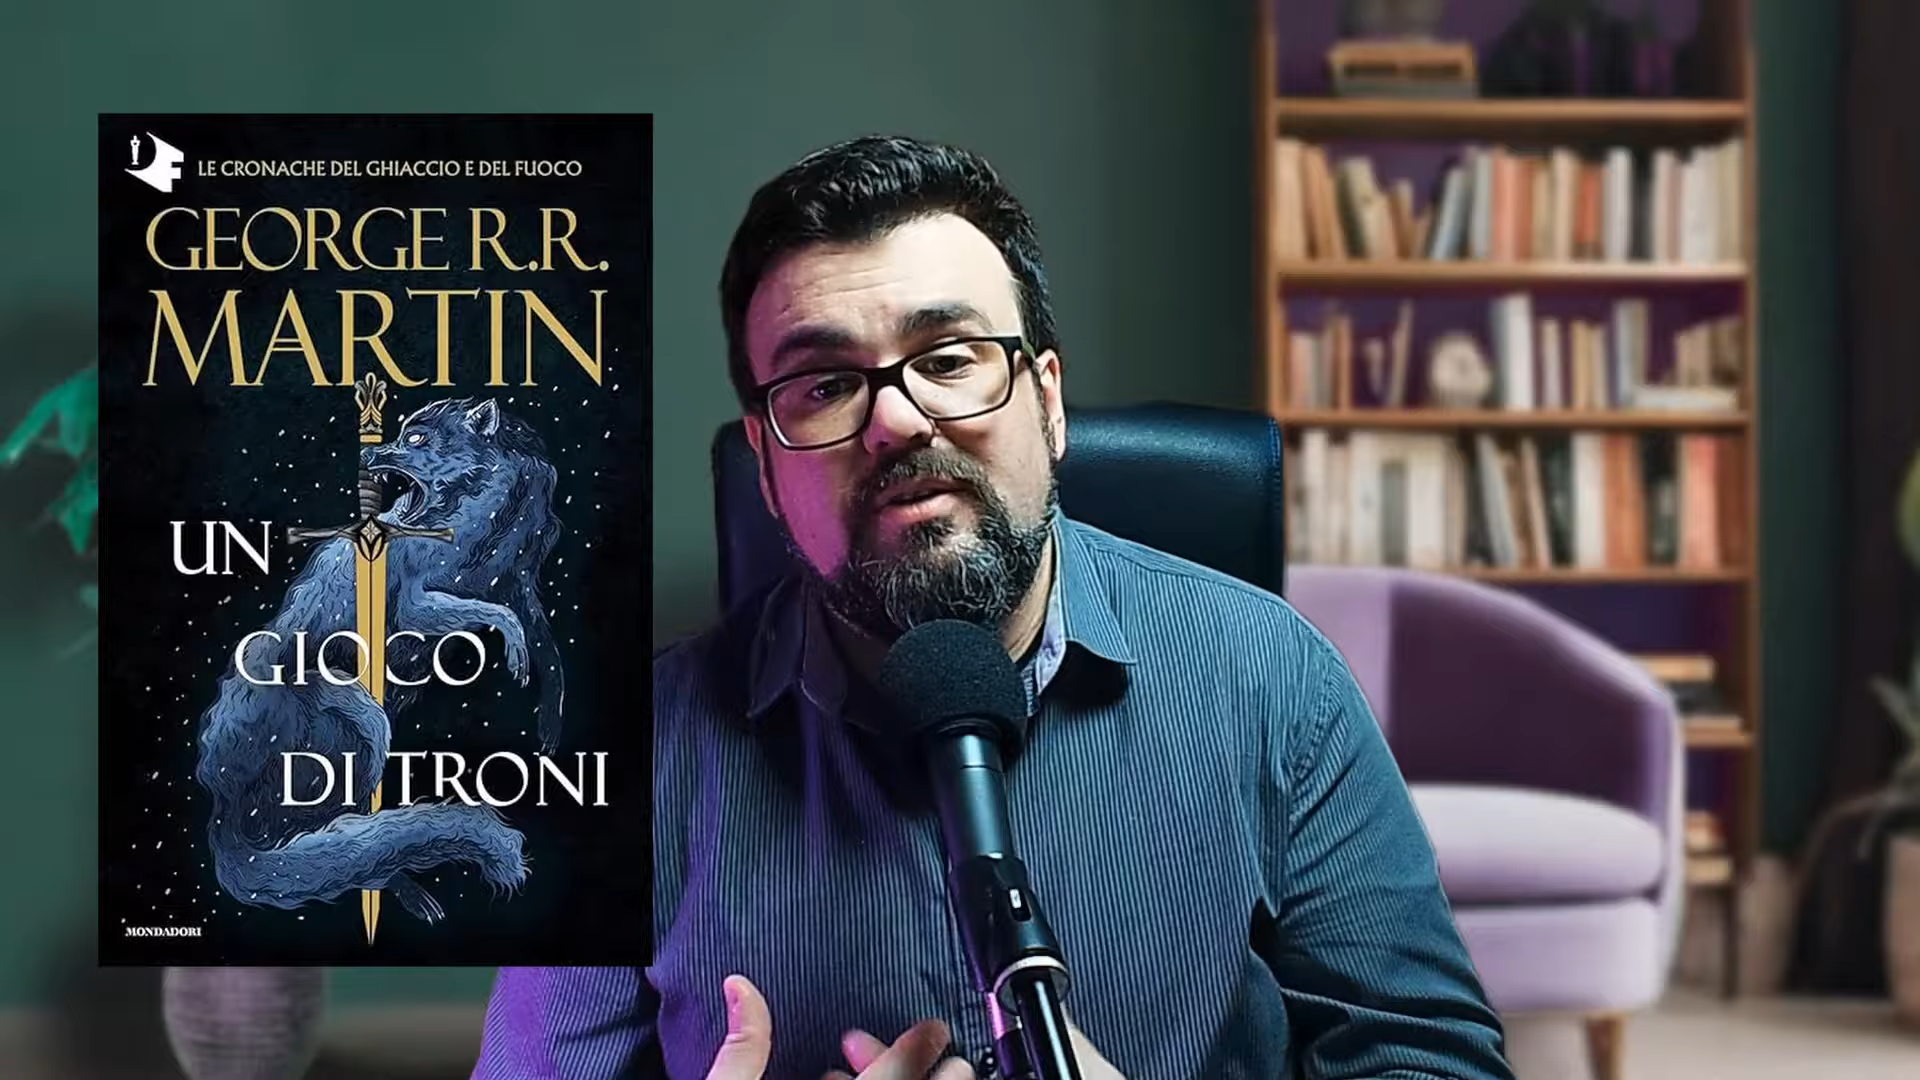 LE CRONACHE DEL GHIACCIO E DEL FUOCO
GEORGE R.R.
MARTIN
UN
GIOCO
DI TRONI
MONDADORI